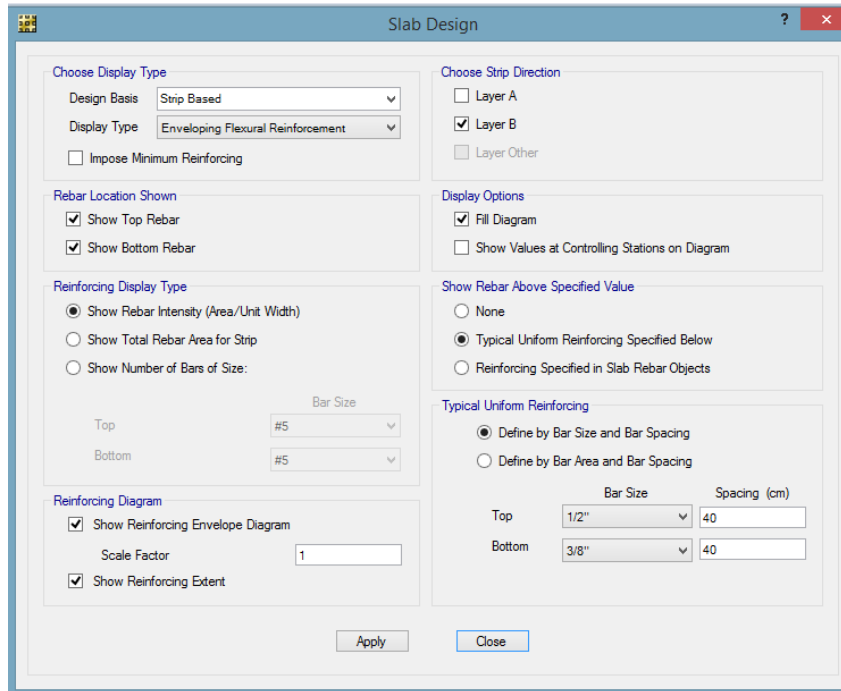 Slab Design
?
Choose Display Type
Design Basis Strip Based
Display Type Enveloping Flexural Reinforcement
Impose Minimum Reinforcing
Rebar Location Shown
Show Top Rebar
Show Bottom Rebar
Reinforcing Display Type
Show Rebar Intensity (Area/Unit Width)
Show Total Rebar Area for Strip
Show Number of Bars of Size:
Bar Size
Top #5
Bottom #5
Reinforcing Diagram
Show Reinforcing Envelope Diagram
Scale Factor 1
Show Reinforcing Extent
Choose Strip Direction
Layer A
Layer B
Layer Other
Display Options
Fill Diagram
Show Values at Controlling Stations on Diagram
Show Rebar Above Specified Value
None
Typical Uniform Reinforcing Specified Below
Reinforcing Specified in Slab Rebar Objects
Typical Uniform Reinforcing
Define by Bar Size and Bar Spacing
Define by Bar Area and Bar Spacing
Bar Size Spacing (cm)
Top 1/2" 40
Bottom 3/8" 40
Apply Close